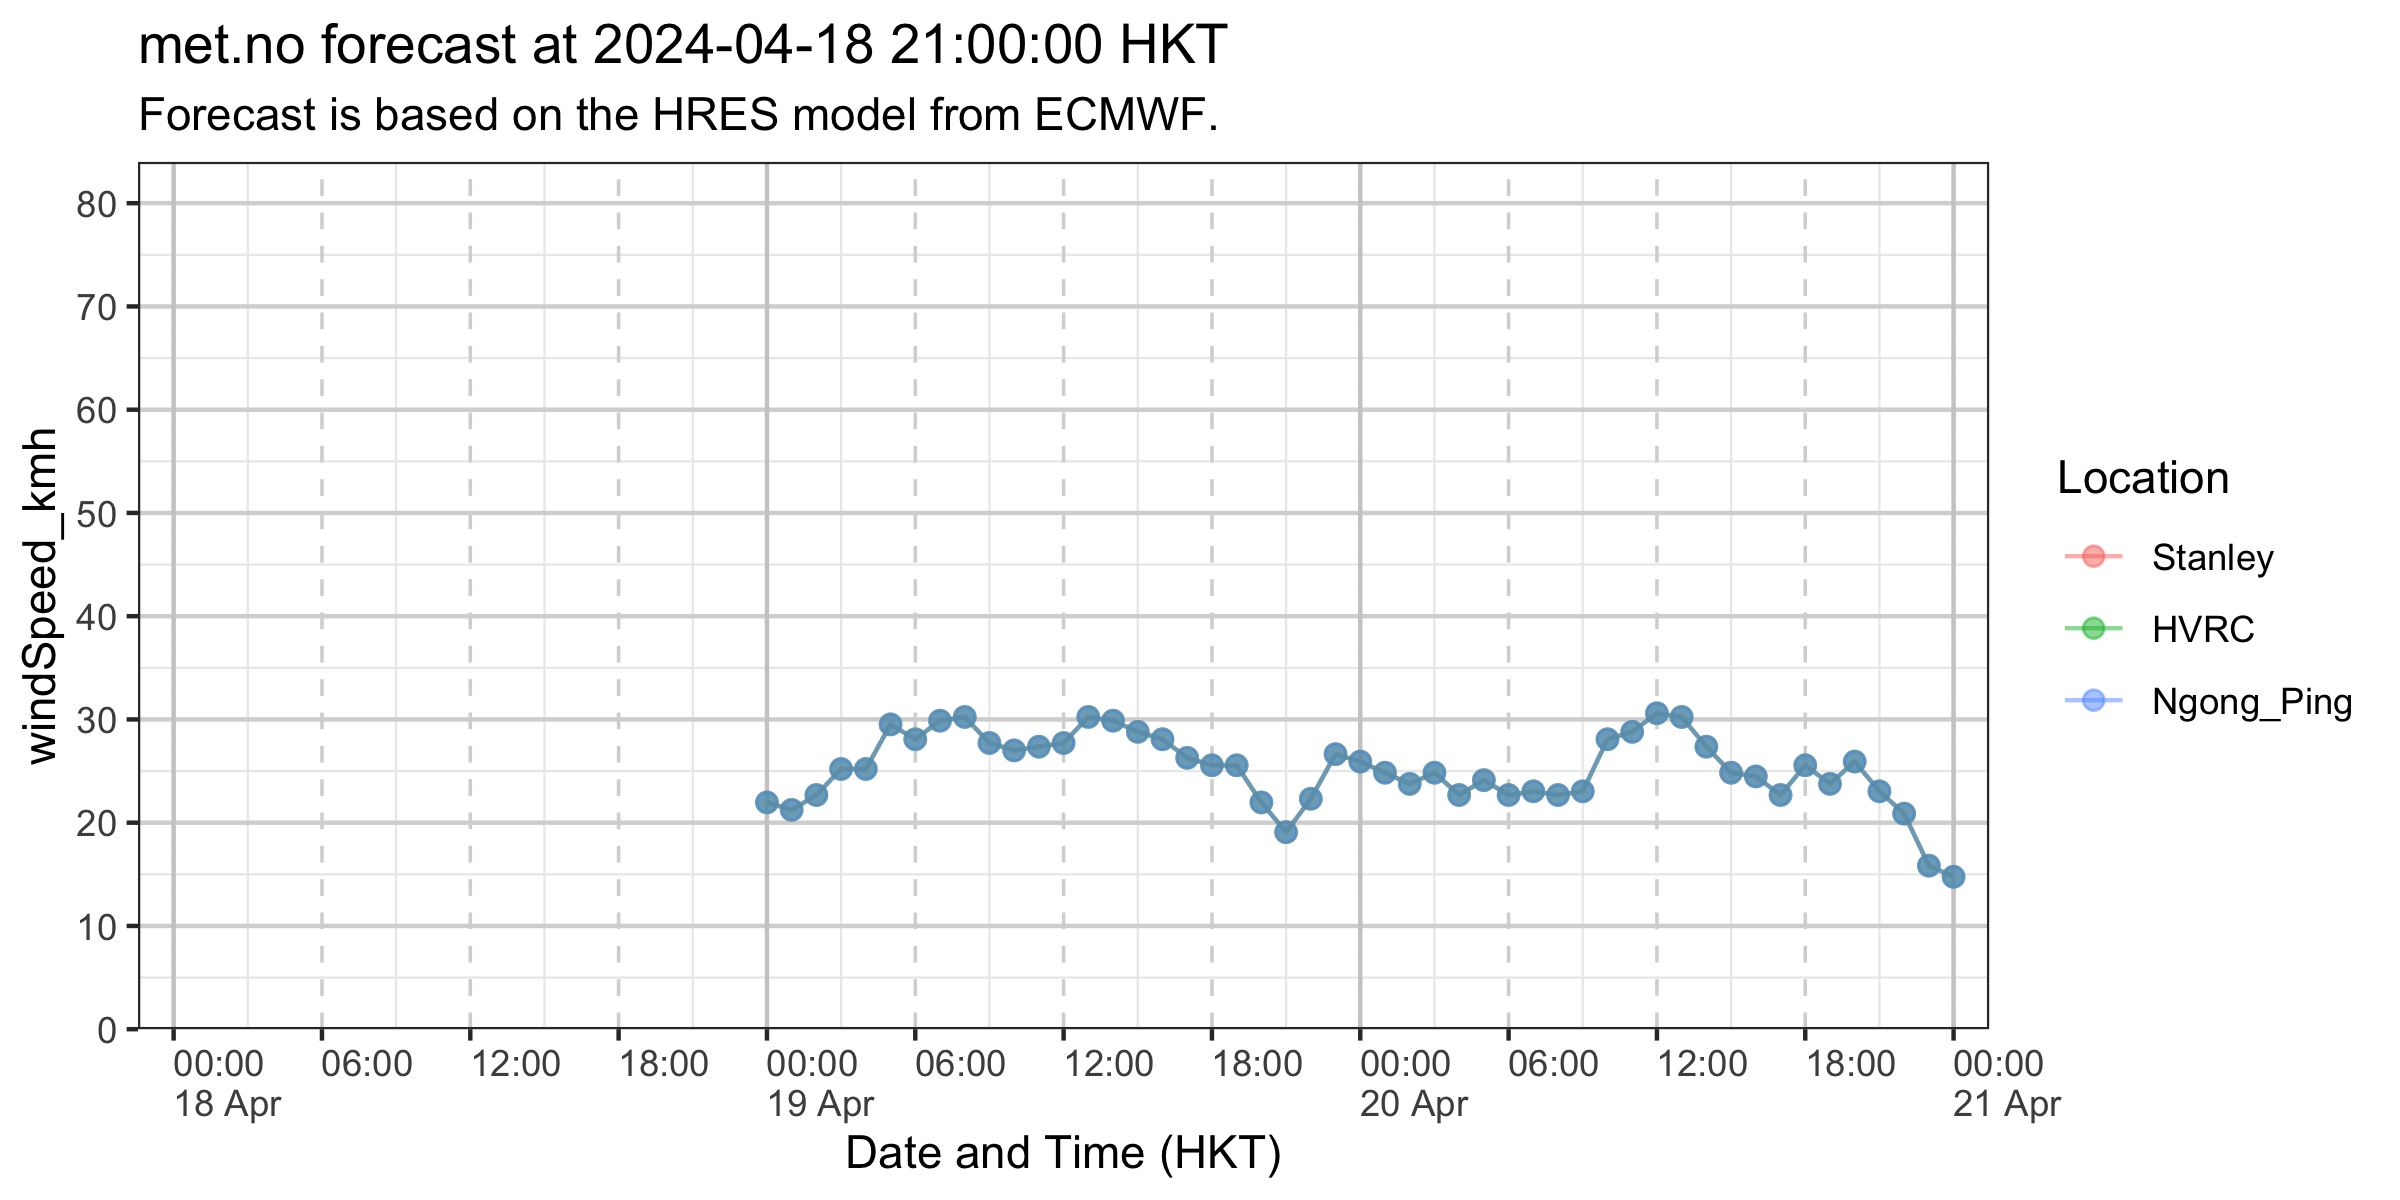 met.no forecast at 2024-04-18 21:00:00 HKT
Forecast is based on the HRES model from ECMWF.
windSpeed_kmh
80
70
60
50
40
30
20
10
0
00:00 06:00 12:00 18:00 00:00 06:00 12:00 18:00 00:00 06:00 12:00 18:00 00:00
18 Apr 19 Apr 20 Apr 21 Apr
Date and Time (HKT)
Location
Stanley
HVRC
Ngong_Ping